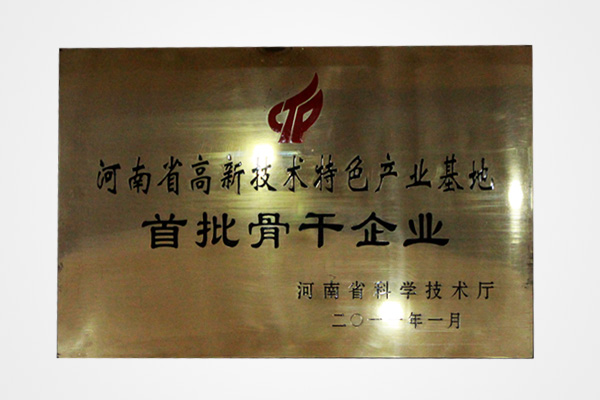 CTP
河南省高新技术特色产业基地
首批骨干企业
河南省科学技术厅
二〇一一年一月